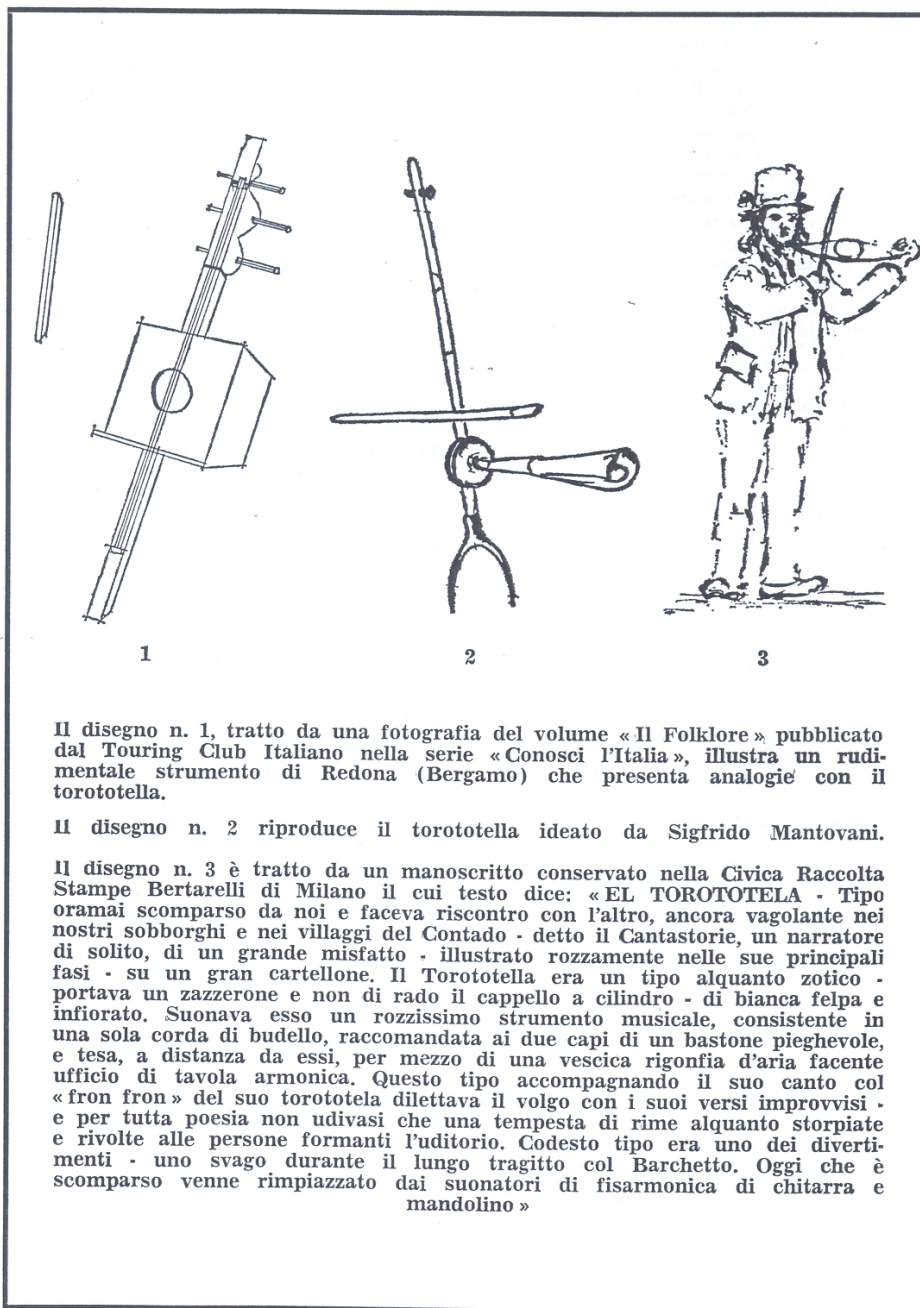 1
2
3
Il disegno n. 1, tratto da una fotografia del volume « Il Folklore » pubblicato
dal Touring Club Italiano nella serie « Conosci l'Italia », illustra un rudi-
mentale strumento di Redona (Bergamo) che presenta analogie con il
torototella.
Il disegno n. 2 riproduce il torototella ideato da Sigfrido Mantovani.
Il disegno n. 3 è tratto da un manoscritto conservato nella Civica Raccolta
Stampe Bertarelli di Milano il cui testo dice: « EL TOROTOTELA - Tipo
oramai scomparso da noi e faceva riscontro con l'altro, ancora vagolante nei
nostri sobborghi e nei villaggi del Contado - detto il Cantastorie, un narratore
di solito, di un grande misfatto - illustrato rozzamente nelle sue principali
fasi - su un gran cartellone. Il Torototella era un tipo alquanto zotico -
portava un zazzerone e non di rado il cappello a cilindro - di bianca felpa e
infiorato. Suonava esso un rozzissimo strumento musicale, consistente in
una sola corda di budello, raccomandata ai due capi di un bastone pieghevole,
e tesa, a distanza da essi, per mezzo di una vescica rigonfia d'aria facente
ufficio di tavola armonica. Questo tipo accompagnando il suo canto col
« fron fron » del suo torototela dilettava il volgo con i suoi versi improvvisi -
e per tutta poesia non udivasi che una tempesta di rime alquanto storpiate
e rivolte alle persone formanti l'uditorio. Codesto tipo era uno dei diverti-
menti - uno svago durante il lungo tragitto col Barchetto. Oggi che è
scomparso venne rimpiazzato dai suonatori di fisarmonica di chitarra e
mandolino »